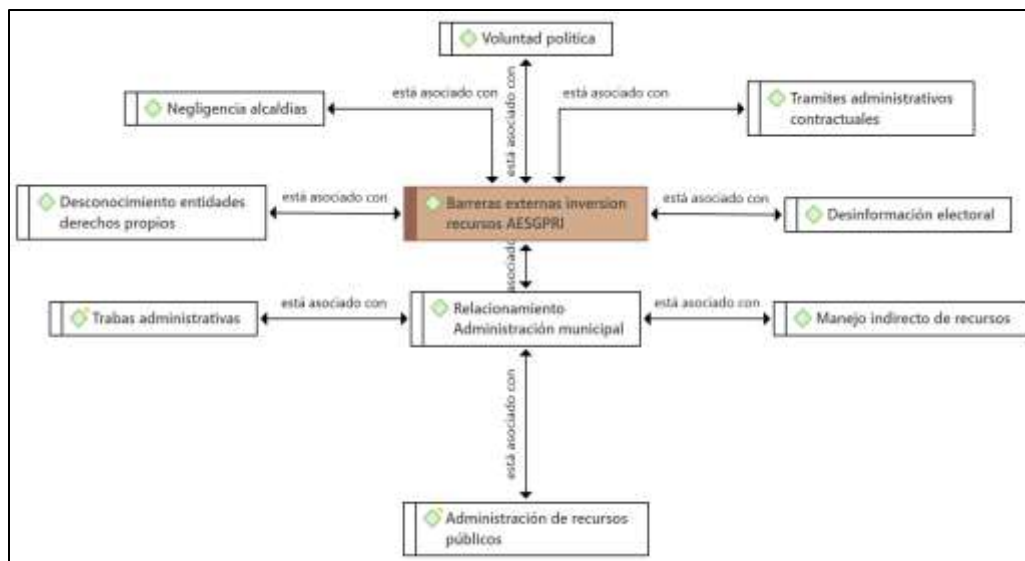 Voluntad política
está asociado con
está asociado con
está asociado con
Negligencia alcaldias
Tramites administrativos
contractuales
Desconocimiento entidades
derechos propios
está asociado con
Barreras externas inversion
recursos AESGPRI
está asociado con
Desinformación electoral
asociado
Trabas administrativas
está asociado con
Relacionamiento
Administración municipal
está asociado con
Manejo indirecto de recursos
está asociado con
Administración de recursos
públicos